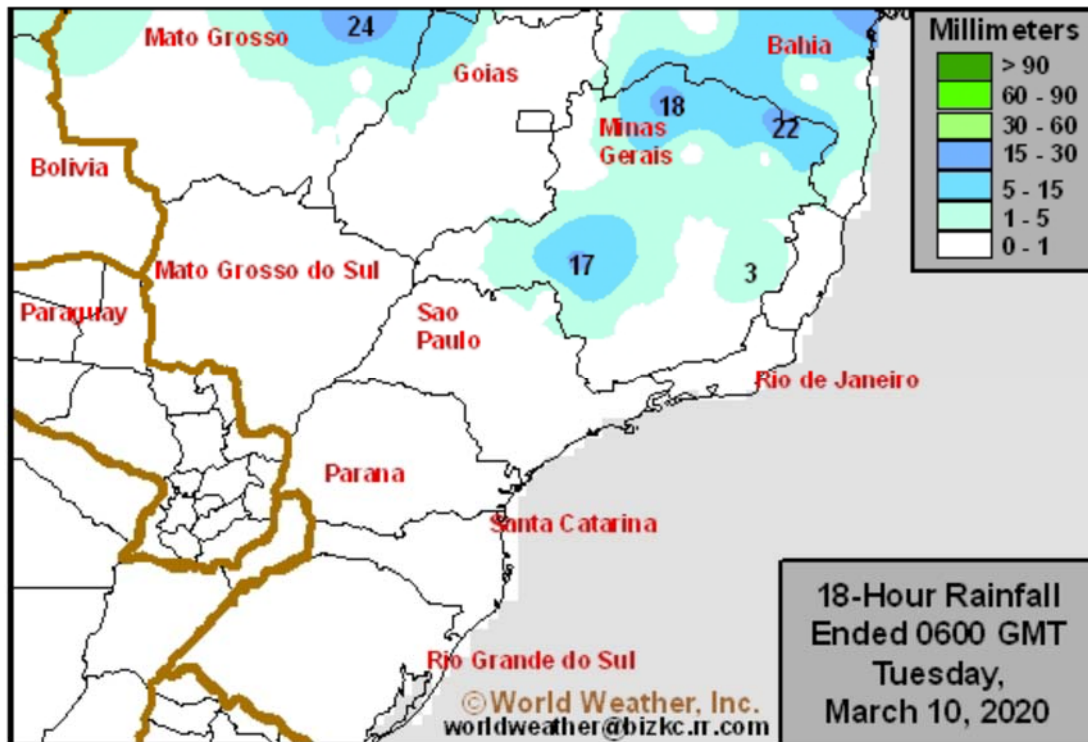 Millimeters
> 90
60 - 90
30 - 60
15 - 30
5 - 15
1 - 5
0 - 1
24
Mato Grosso
Goias
Bahia
18
22
Minas
Gerais
Bolivia
17
3
Mato Grosso do Sul
Paraguay
Sao
Paulo
Rio de Janeiro
Parana
Santa Catarina
Rio Grande do Sul
©World Weather, Inc.
worldweather@bizkc.rr.com
18-Hour Rainfall
Ended 0600 GMT
Tuesday,
March 10, 2020